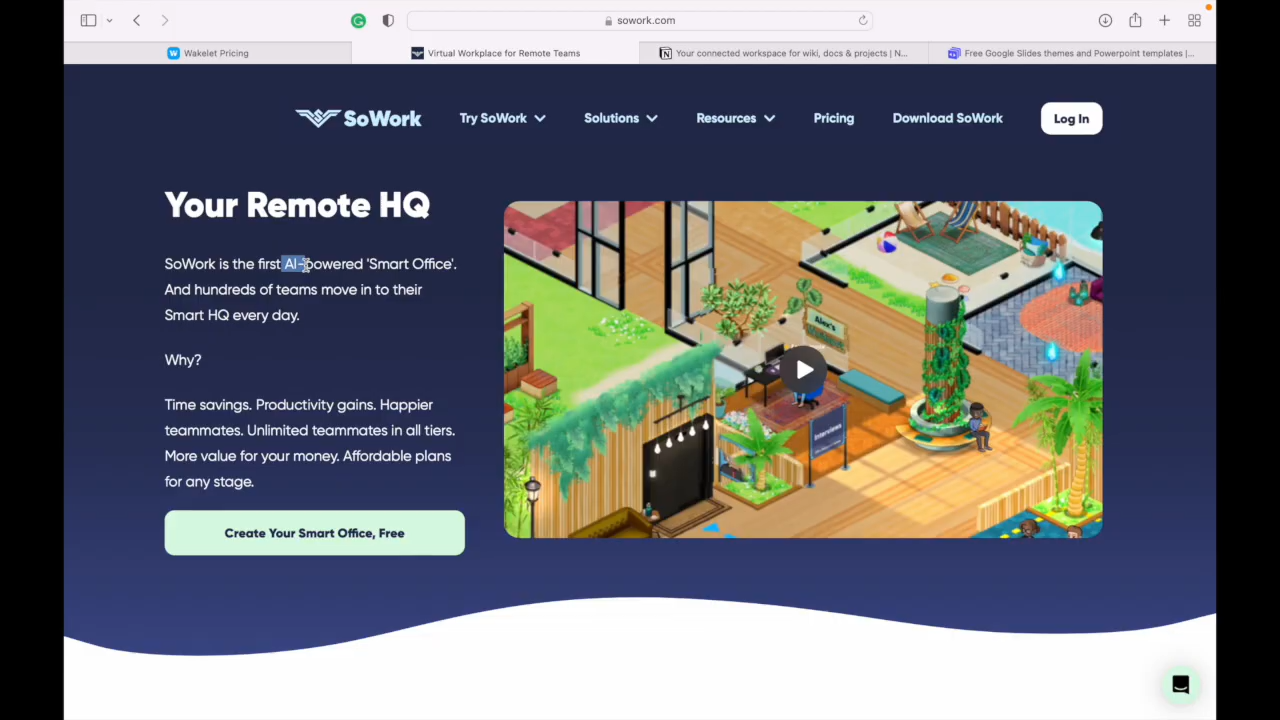 sowork.com
Wakelet Pricing
Virtual Workplace for Remote Teams
Your connected workspace for wiki, docs & projects | N...
Free Google Slides themes and Powerpoint templates |...
SoWork
Try SoWork
Solutions
Resources
Pricing
Download SoWork
Log In
Your Remote HQ
SoWork is the first AI-powered 'Smart Office'.
And hundreds of teams move in to their
Smart HQ every day.
Why?
Time savings. Productivity gains. Happier
teammates. Unlimited teammates in all tiers.
More value for your money. Affordable plans
for any stage.
Create Your Smart Office, Free
Alex's
Interviews